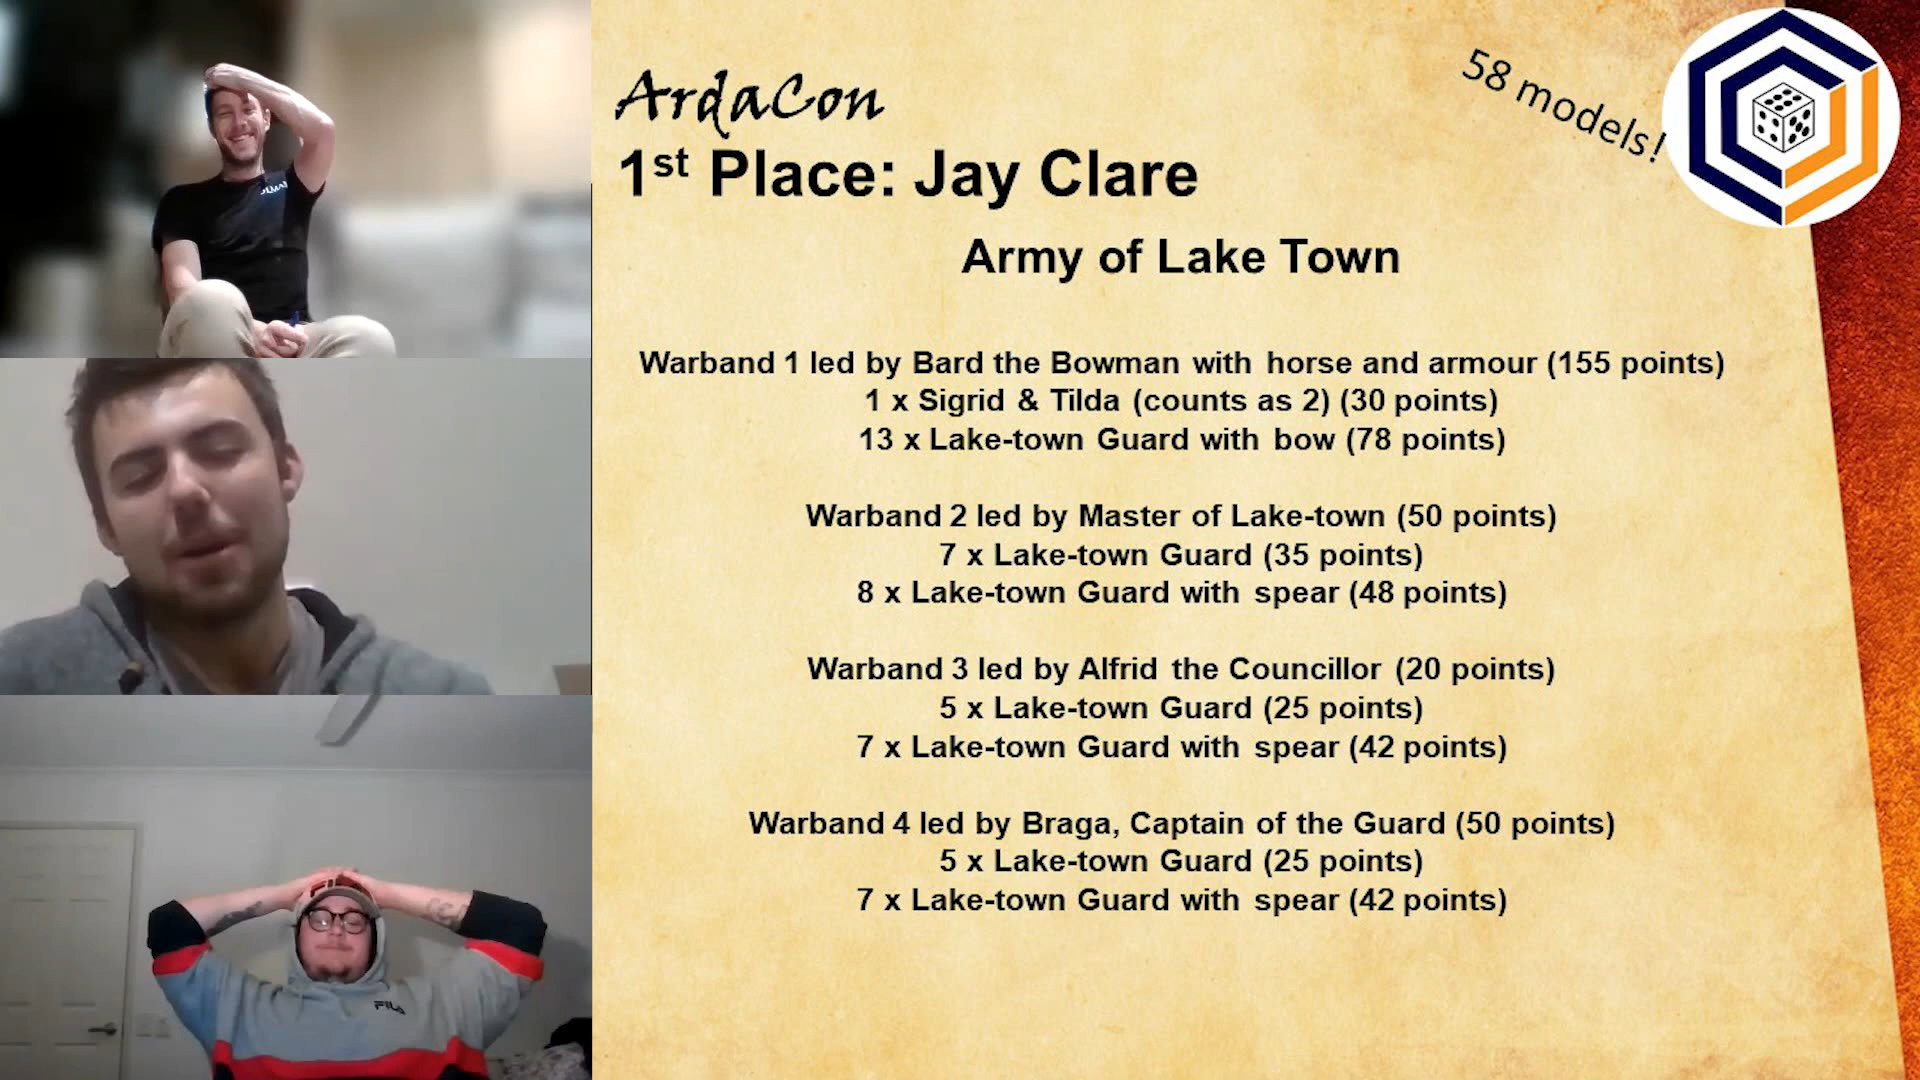 58 models!
ArdaCon
1st Place: Jay Clare
Army of Lake Town
Warband 1 led by Bard the Bowman with horse and armour (155 points)
1 x Sigrid & Tilda (counts as 2) (30 points)
13 x Lake-town Guard with bow (78 points)
Warband 2 led by Master of Lake-town (50 points)
7 x Lake-town Guard (35 points)
8 x Lake-town Guard with spear (48 points)
Warband 3 led by Alfrid the Councillor (20 points)
5 x Lake-town Guard (25 points)
7 x Lake-town Guard with spear (42 points)
Warband 4 led by Braga, Captain of the Guard (50 points)
5 x Lake-town Guard (25 points)
7 x Lake-town Guard with spear (42 points)
FILA